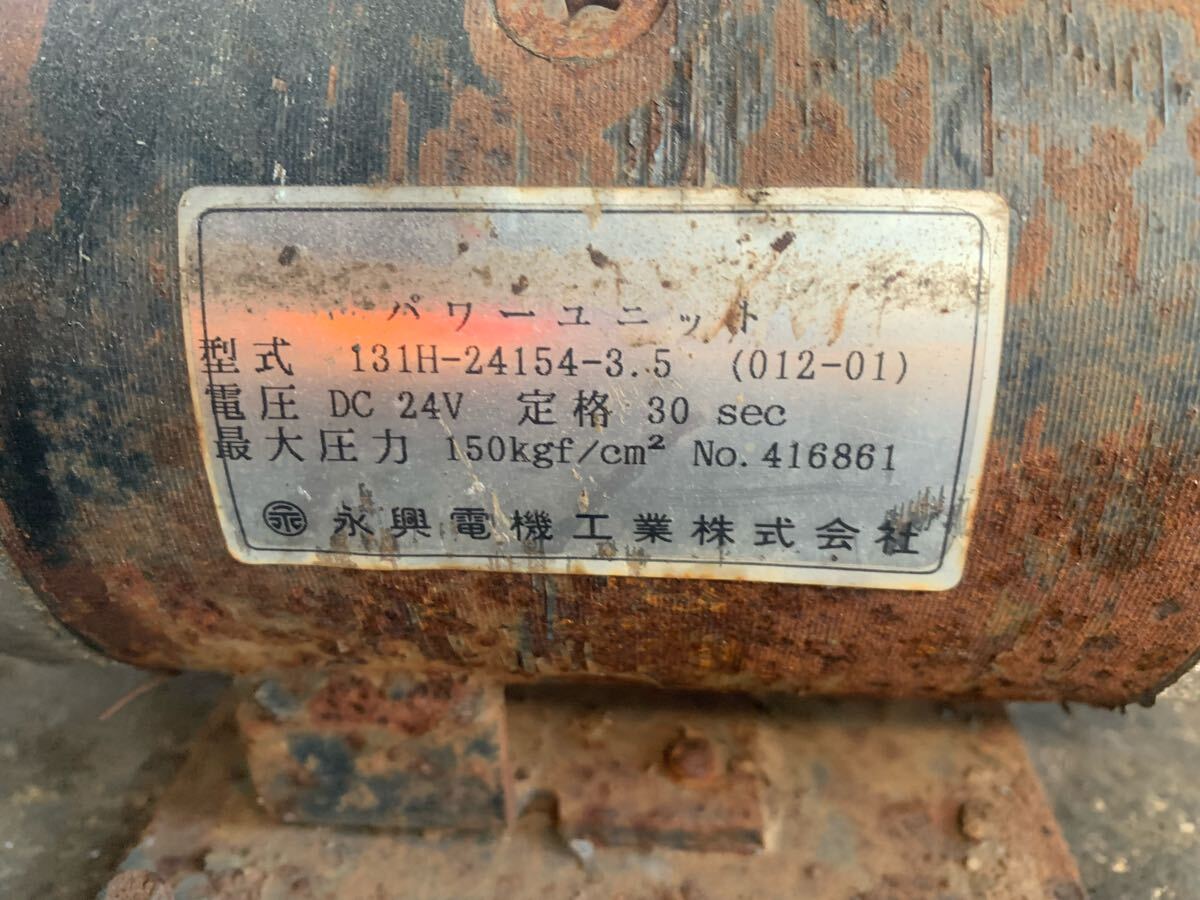 パワーユニット
型式 131H-24154-3.5 (012-01)
電圧 DC 24V 定格 30 sec
最大圧力 150kgf/cm² No.416861
永 永興電機工業株式会社